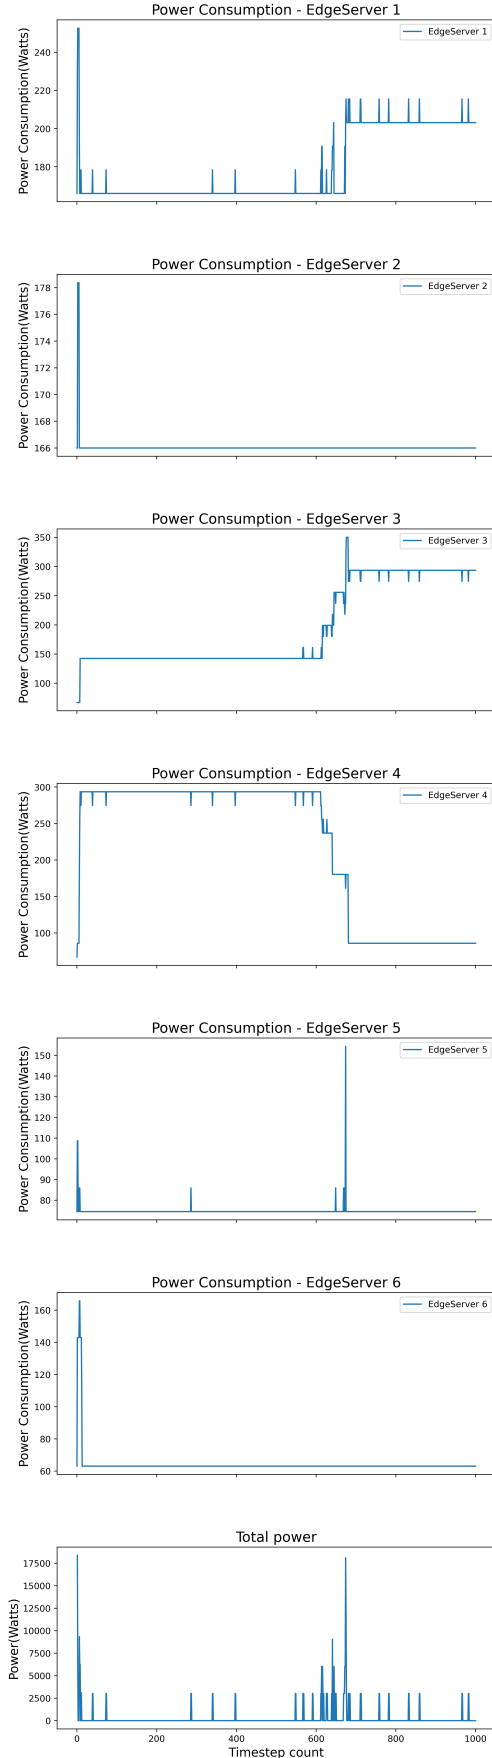 Power Consumption - EdgeServer 1
Power Consumption(Watts)
EdgeServer 1
240
220
200
180
Power Consumption - EdgeServer 2
Power Consumption(Watts)
EdgeServer 2
178
176
174
172
170
168
166
Power Consumption - EdgeServer 3
Power Consumption(Watts)
EdgeServer 3
350
300
250
200
150
100
Power Consumption - EdgeServer 4
Power Consumption(Watts)
EdgeServer 4
300
250
200
150
100
Power Consumption - EdgeServer 5
Power Consumption(Watts)
EdgeServer 5
150
140
130
120
110
100
90
80
Power Consumption - EdgeServer 6
Power Consumption(Watts)
EdgeServer 6
160
140
120
100
80
60
Total power
Power(Watts)
17500
15000
12500
10000
7500
5000
2500
0
0 200 400 600 800 1000
Timestep count